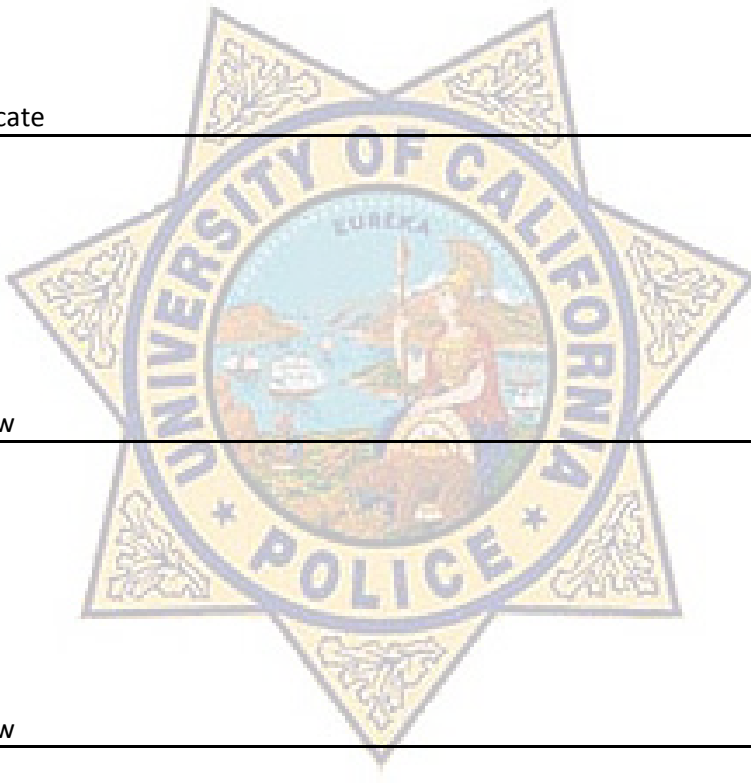 cate
UNIVERSITY OF CALIFORNIA
EUREKA
w
* POLICE *
w